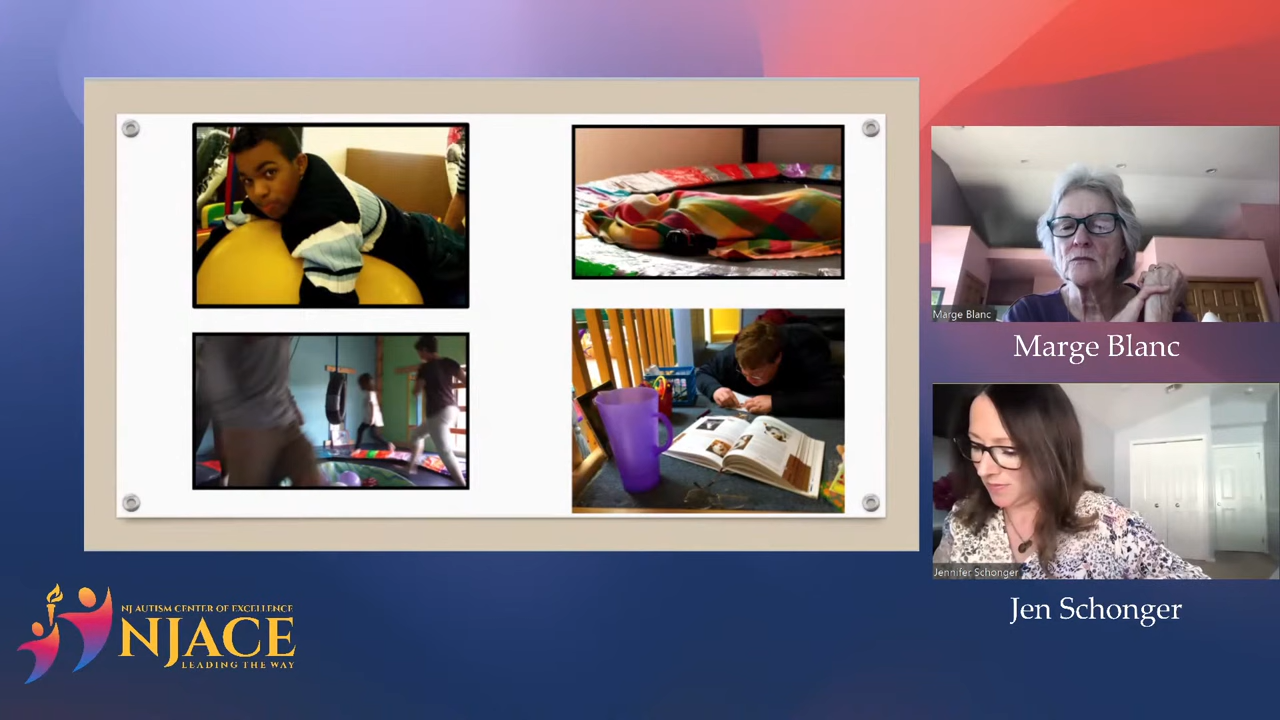 Marge Blanc
Marge Blanc
Jennifer Schonger
Jen Schonger
NJ AUTISM CENTER OF EXCELLENCE
NJACE
LEADING THE WAY